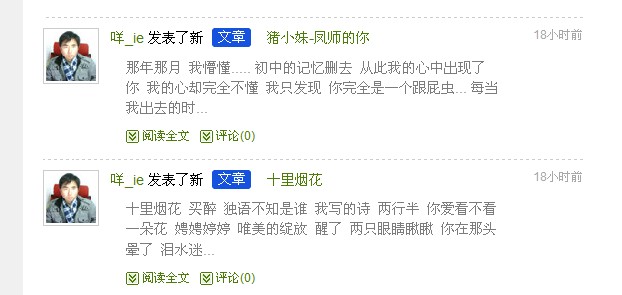 咩_ie 发表了新 文章 猪小妹-凤师的你 18小时前
那年那月 我懵懂..... 初中的记忆删去 从此我的心中出现了
你 我的心却完全不懂 我只发现 你完全是一个跟屁虫... 每当
我出去的时...
阅读全文 评论(0)
咩_ie 发表了新 文章 十里烟花 18小时前
十里烟花 买醉 独语不知是谁 我写的诗 两行半 你爱看不看
一朵花 娉娉婷婷 唯美的绽放 醒了 两只眼睛瞅瞅 你在那头
晕了 泪水迷...
阅读全文 评论(0)